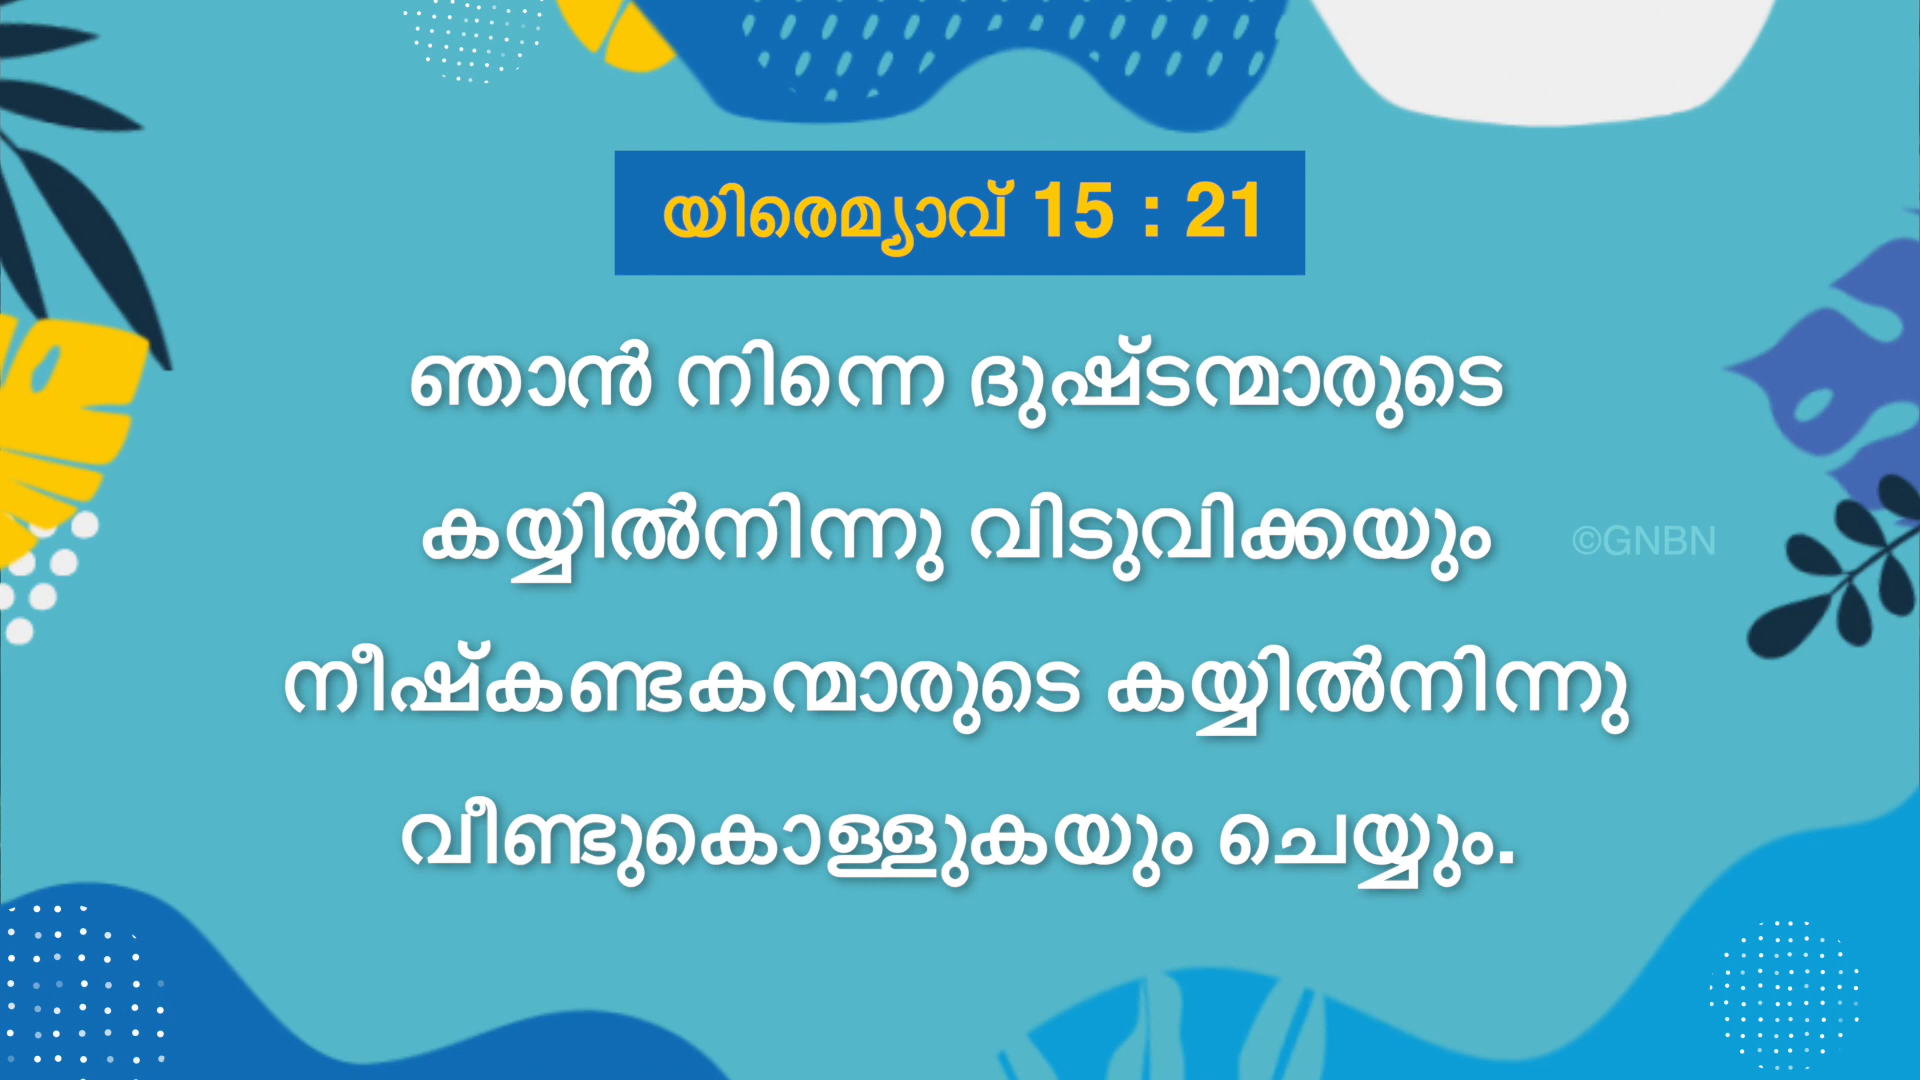 യിരെമ്യാവ് 15 : 21
ഞാൻ നിന്നെ ദുഷ്ടന്മാരുടെ
കയ്യിൽനിന്നു വിടുവിക്കയും
©GNBN
നീഷ്കണ്ടകന്മാരുടെ കയ്യിൽനിന്നു
വീണ്ടുകൊള്ളുകയും ചെയ്യും.